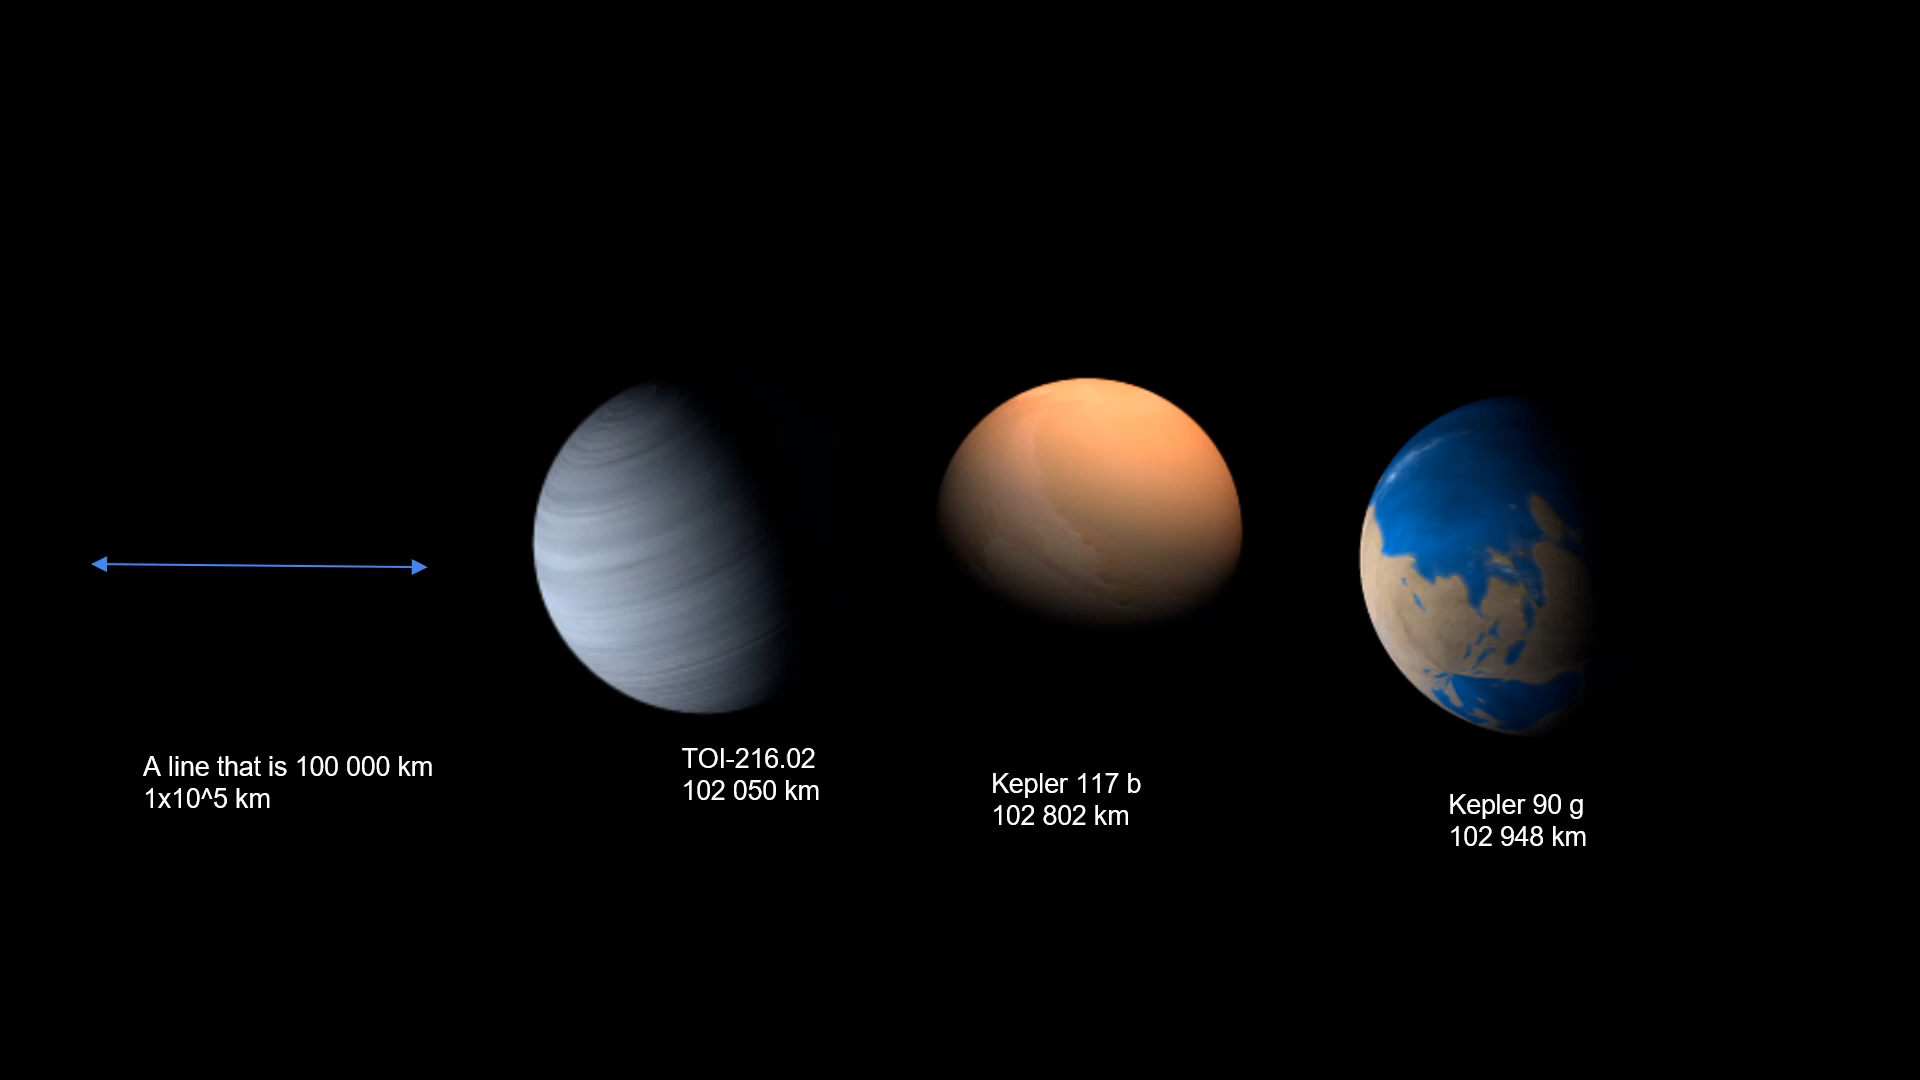 A line that is 100 000 km
1x10^5 km
TOI-216.02
102 050 km
Kepler 117 b
102 802 km
Kepler 90 g
102 948 km